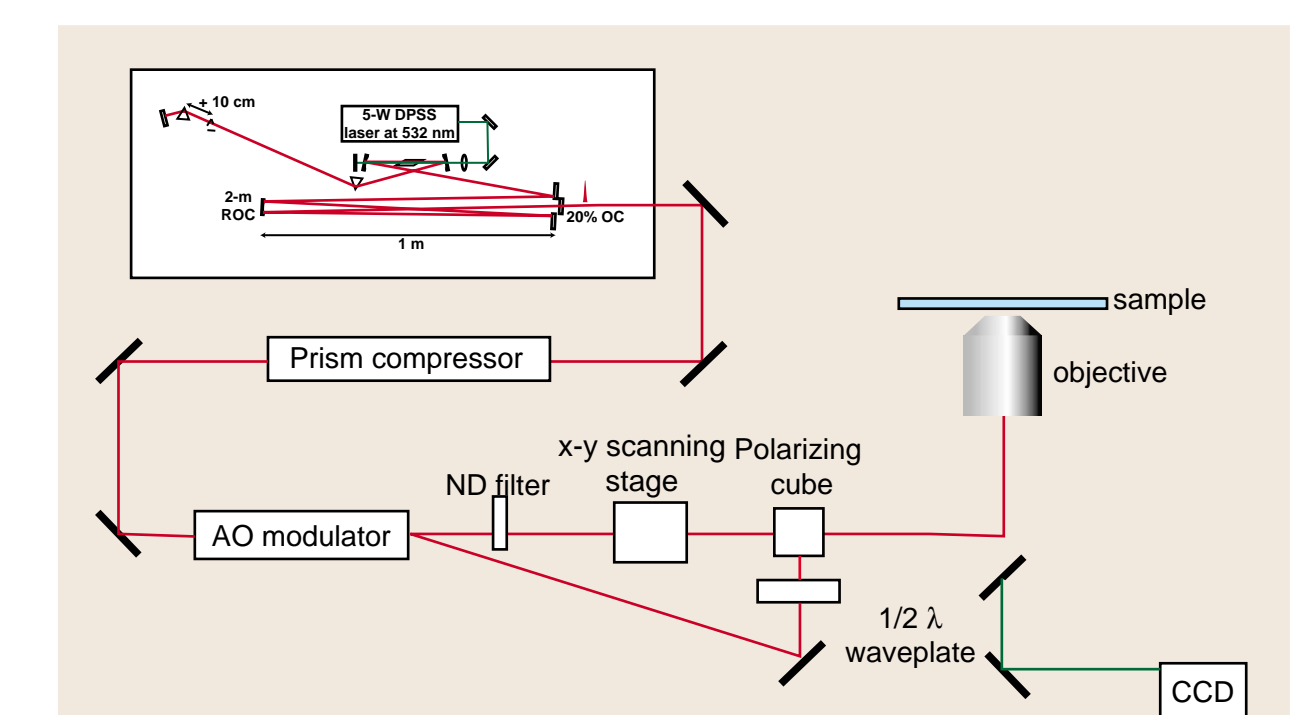 + 10 cm
5-W DPSS
laser at 532 nm
2-m
ROC
20% OC
1 m
sample
Prism compressor
objective
x-y scanning
stage
Polarizing
cube
ND filter
AO modulator
1/2 λ
waveplate
CCD